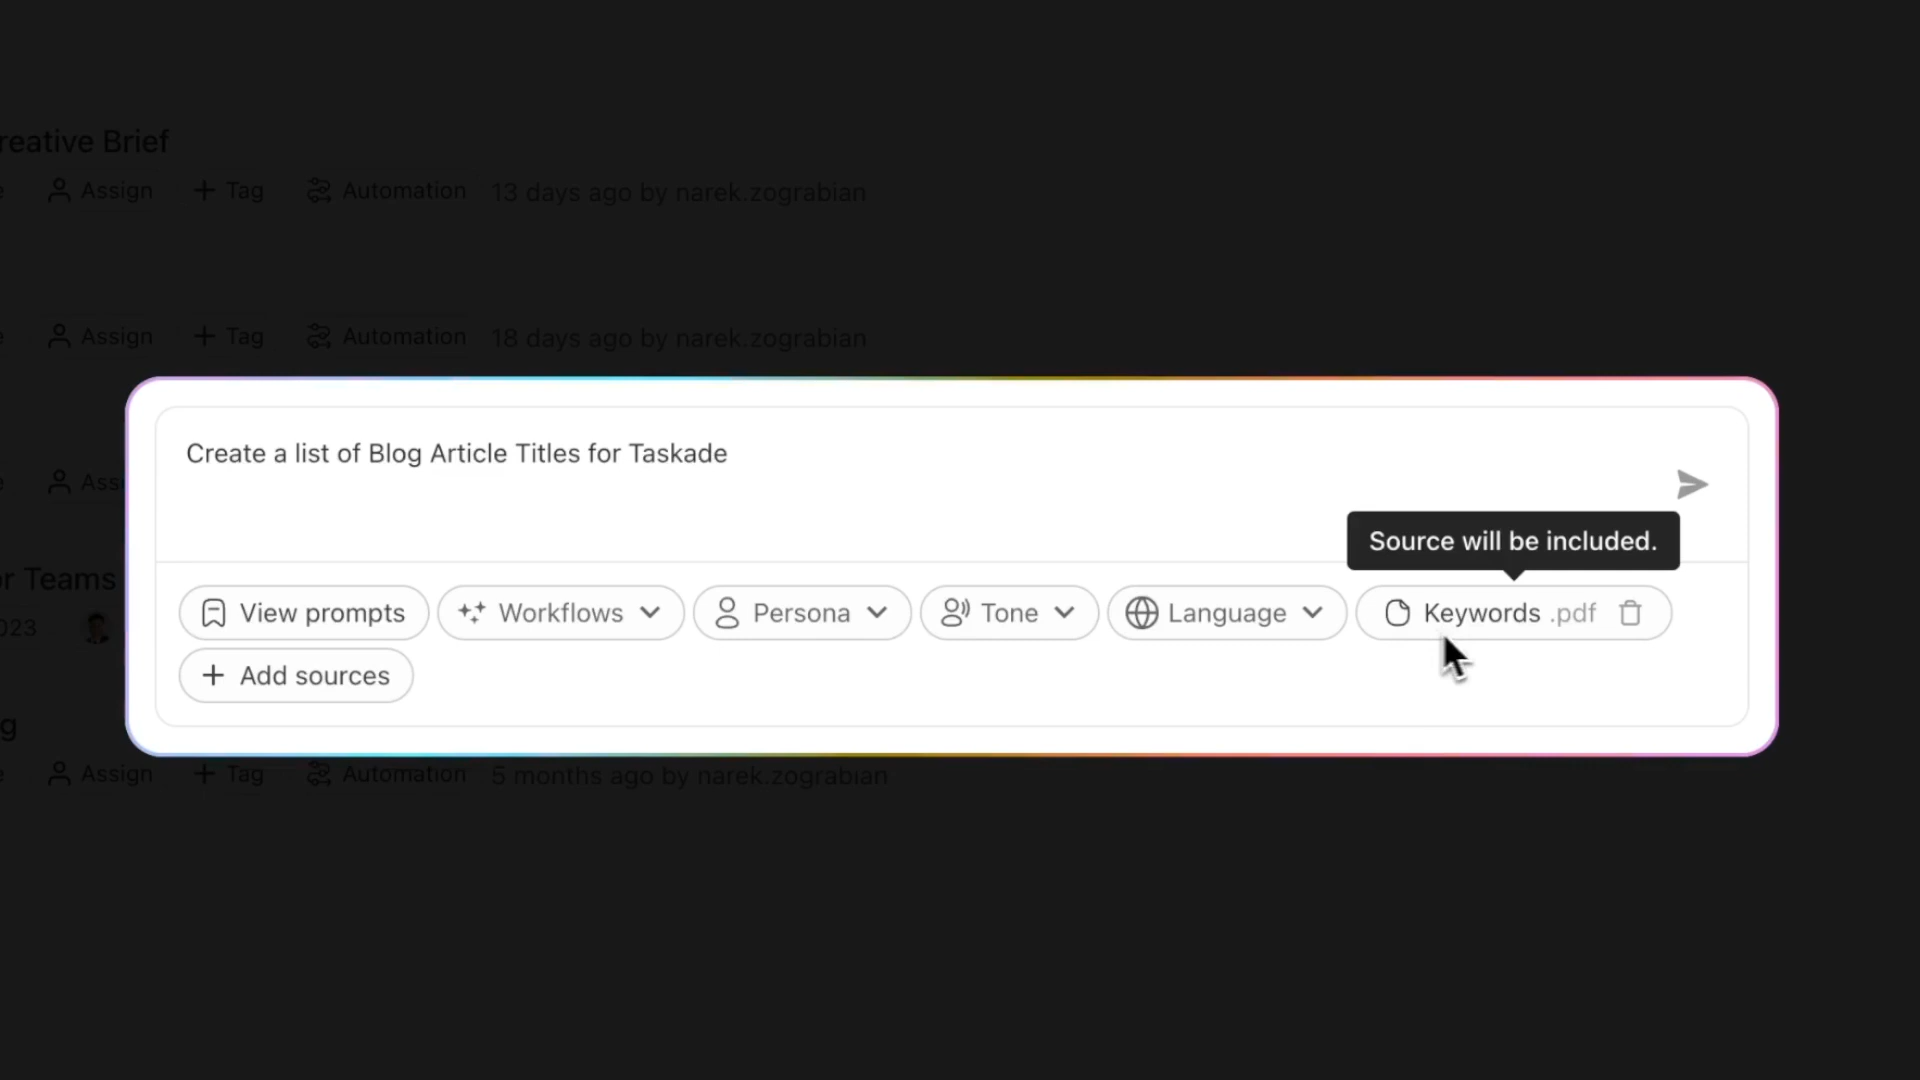 reative Brief
e Assign + Tag Automation 13 days ago by narek.zograbian
e Assign + Tag Automation 18 days ago by narek.zograbian
Create a list of Blog Article Titles for Taskade
e Ass
Source will be included.
or Teams
View prompts Workflows Persona Tone Language Keywords .pdf
023
+ Add sources
g
e Assign + Tag Automation 5 months ago by narek.zograbian